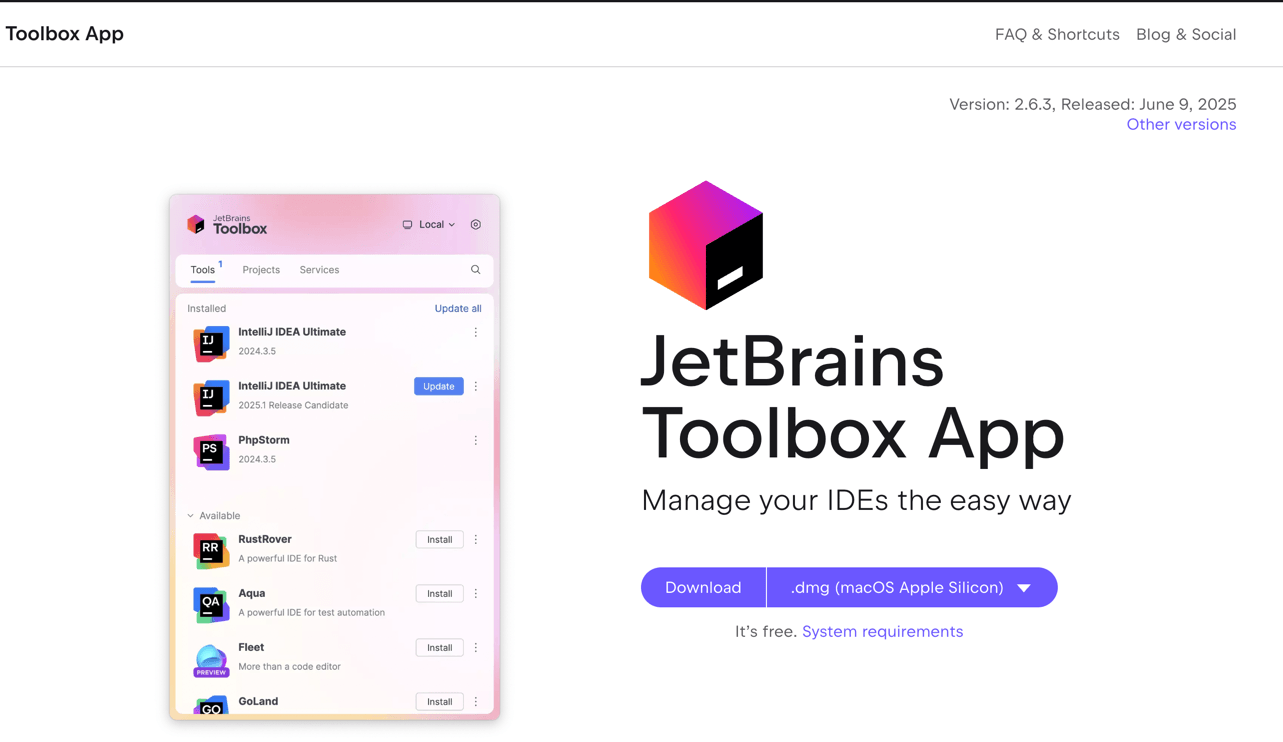 Toolbox App
FAQ & Shortcuts Blog & Social
Version: 2.6.3, Released: June 9, 2025
Other versions
JetBrains
Toolbox
Local
Tools 1 Projects Services
Installed Update all
IJ
IntelliJ IDEA Ultimate
2024.3.5
IJ
IntelliJ IDEA Ultimate
2025.1 Release Candidate
Update
PS
PhpStorm
2024.3.5
Available
RR
RustRover
A powerful IDE for Rust
Install
QA
Aqua
A powerful IDE for test automation
Install
PREVIEW
Fleet
More than a code editor
Install
GO
GoLand
Install
JetBrains
Toolbox App
Manage your IDEs the easy way
Download .dmg (macOS Apple Silicon)
It’s free. System requirements